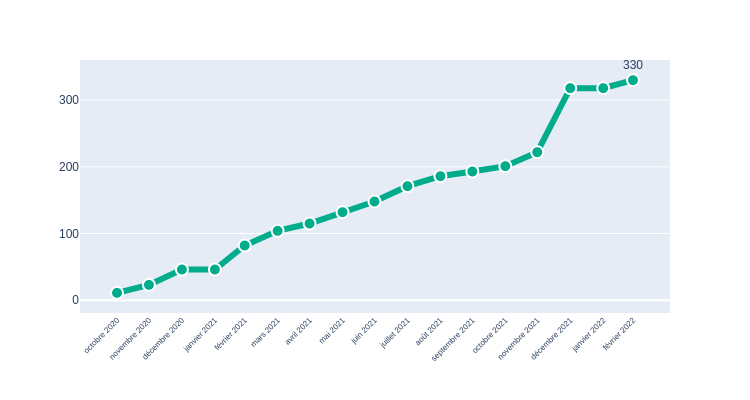 330
300
200
100
0
octobre 2020
novembre 2020
décembre 2020
janvier 2021
février 2021
mars 2021
avril 2021
mai 2021
juin 2021
juillet 2021
août 2021
septembre 2021
octobre 2021
novembre 2021
décembre 2021
janvier 2022
février 2022